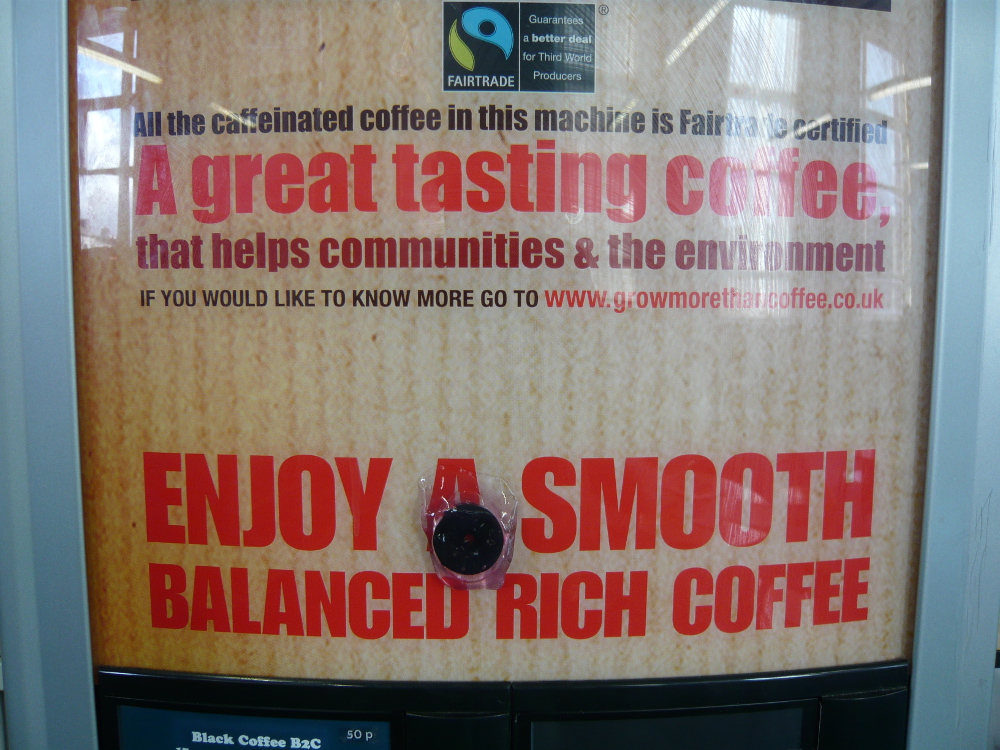 FAIRTRADE
Guarantees
a better deal
for Third World
Producers
®
All the caffeinated coffee in this machine is Fairtrade certified
A great tasting coffee,
that helps communities & the environment
IF YOU WOULD LIKE TO KNOW MORE GO TO www.growmorethancoffee.co.uk
ENJOY A SMOOTH
BALANCED RICH COFFEE
50 p
Black Coffee B2C